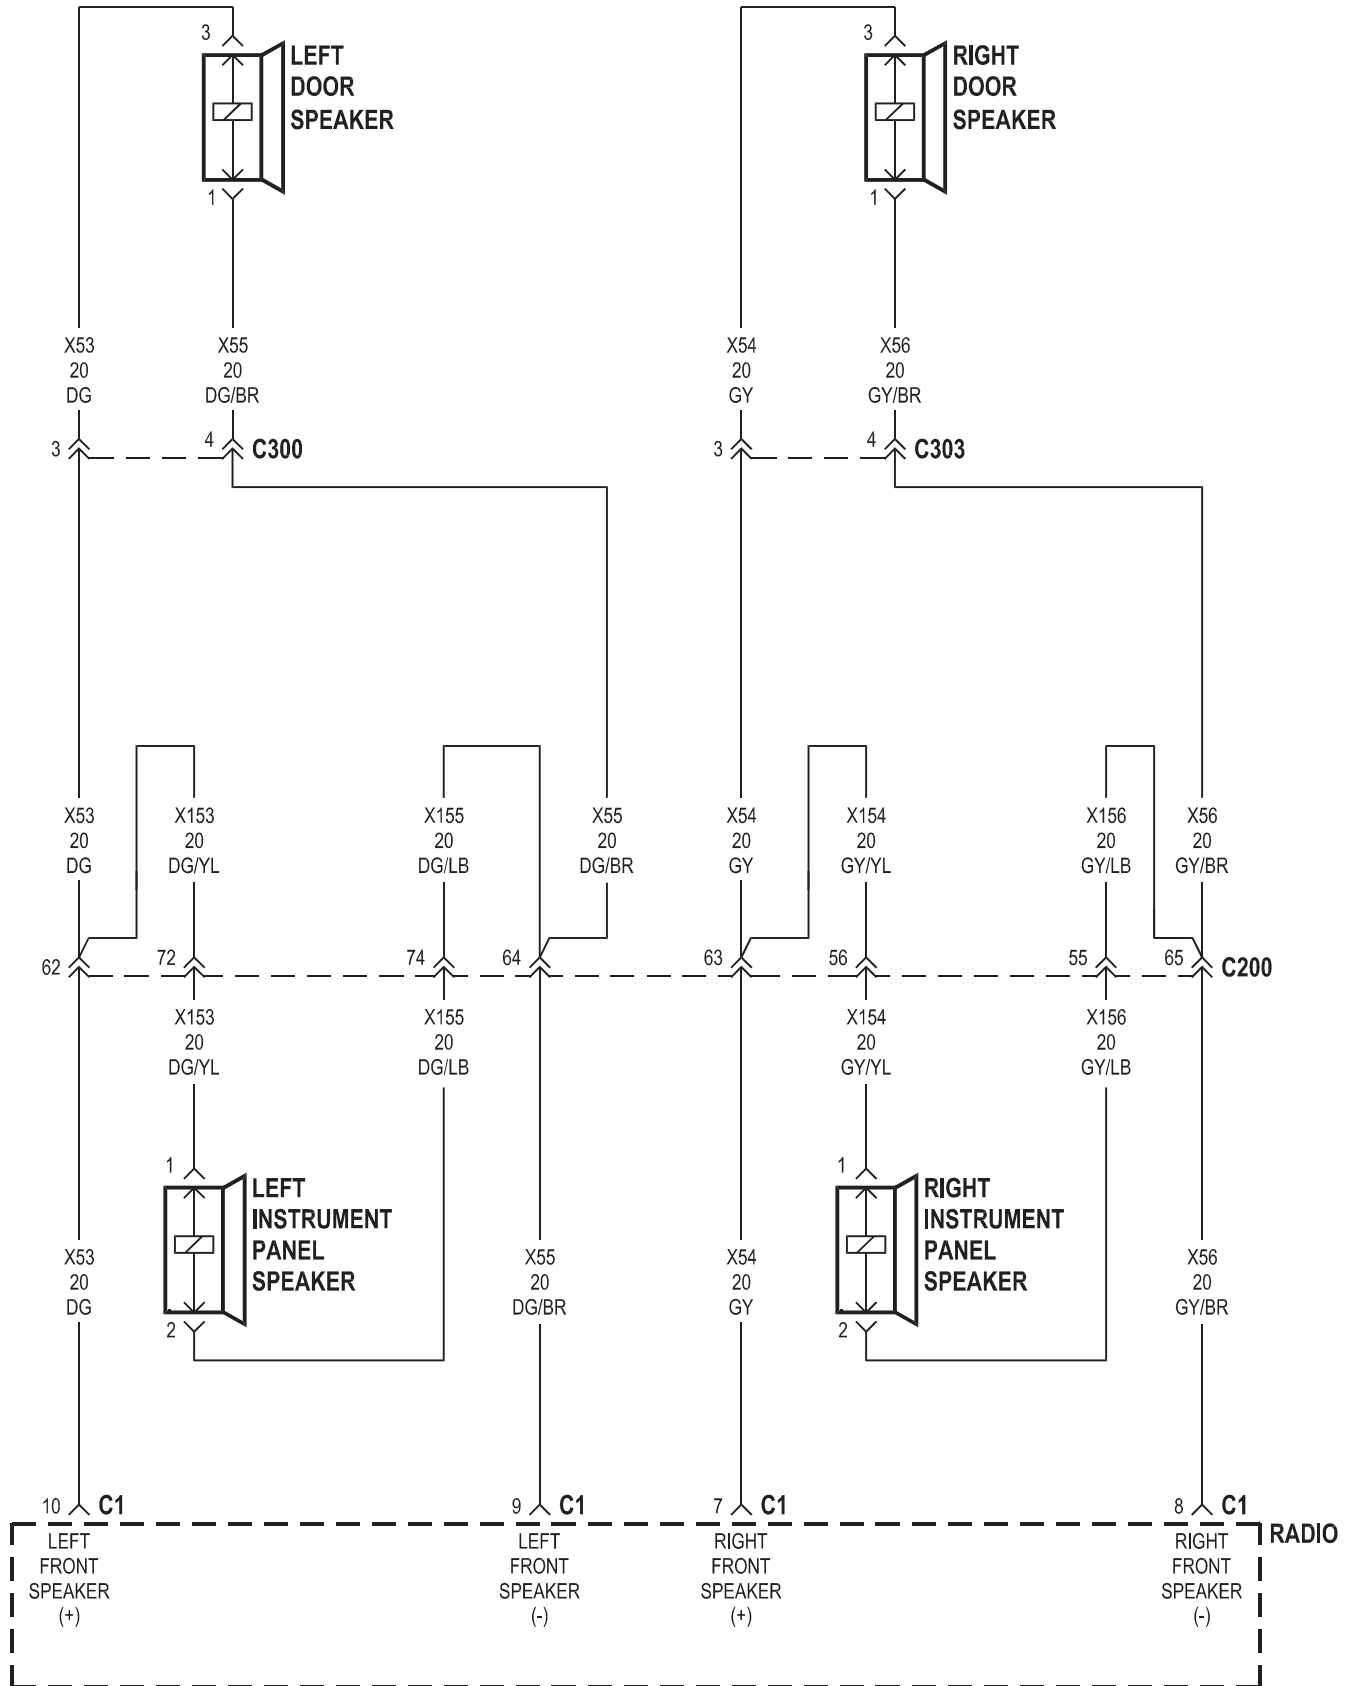 3
LEFT
DOOR
SPEAKER
1
3
RIGHT
DOOR
SPEAKER
1
X53
20
DG
X55
20
DG/BR
X54
20
GY
X56
20
GY/BR
3
4
C300
3
4
C303
X53
20
DG
X153
20
DG/YL
X155
20
DG/LB
X55
20
DG/BR
X54
20
GY
X154
20
GY/YL
X156
20
GY/LB
X56
20
GY/BR
62
72
74
64
63
56
55
65
C200
X153
20
DG/YL
X155
20
DG/LB
X154
20
GY/YL
X156
20
GY/LB
1
LEFT
INSTRUMENT
PANEL
SPEAKER
2
1
RIGHT
INSTRUMENT
PANEL
SPEAKER
2
X53
20
DG
X55
20
DG/BR
X54
20
GY
X56
20
GY/BR
10 C1
9 C1
7 C1
8 C1
RADIO
LEFT
FRONT
SPEAKER
(+)
LEFT
FRONT
SPEAKER
(-)
RIGHT
FRONT
SPEAKER
(+)
RIGHT
FRONT
SPEAKER
(-)